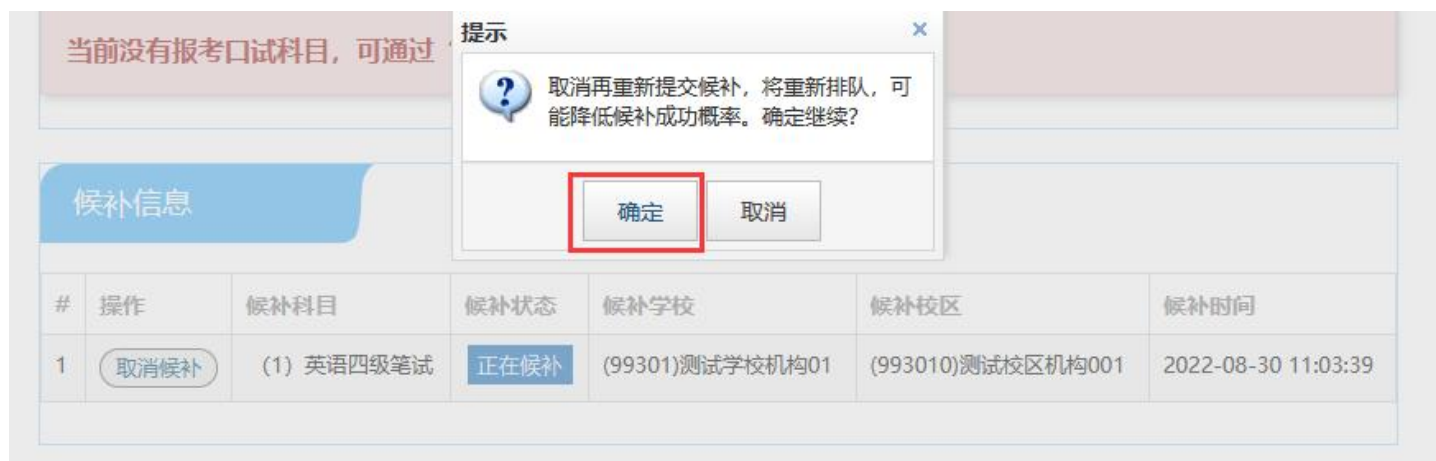 提示
×
当前没有报考口试科目，可通过
取消再重新提交候补，将重新排队，可
能降低候补成功概率。确定继续？
确定 取消
候补信息
# 操作 候补科目 候补状态 候补学校 候补校区 候补时间
1 取消候补 (1) 英语四级笔试 正在候补 (99301)测试学校机构01 (993010)测试校区机构001 2022-08-30 11:03:39